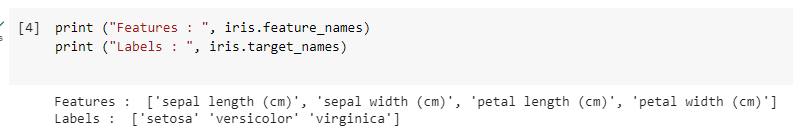 [4] print ("Features : ", iris.feature_names)
print ("Labels : ", iris.target_names)
Features :  ['sepal length (cm)', 'sepal width (cm)', 'petal length (cm)', 'petal width (cm)']
Labels :  ['setosa' 'versicolor' 'virginica']